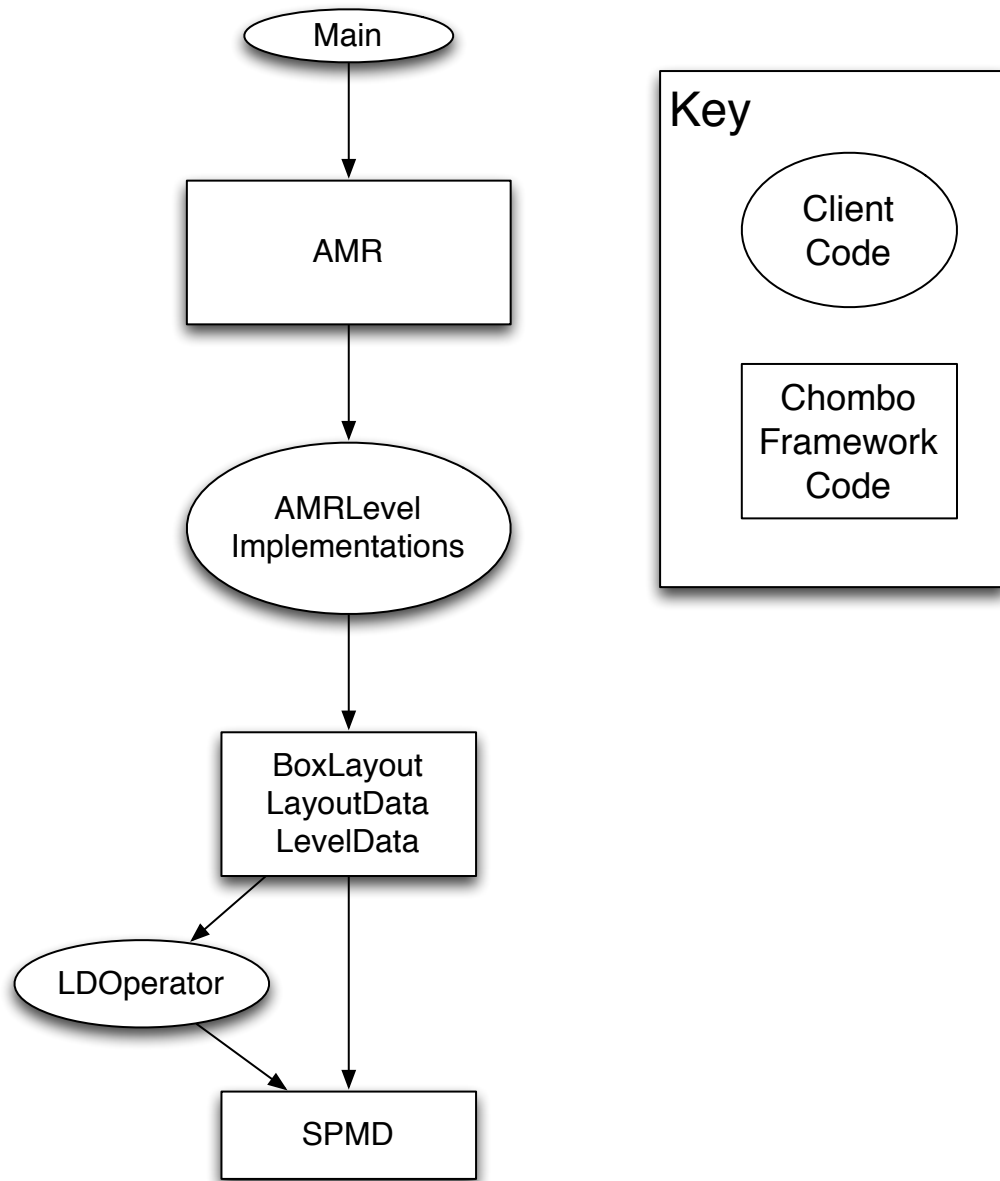 Main
AMR
AMRLevel
Implementations
BoxLayout
LayoutData
LevelData
LDOperator
SPMD
Key
Client
Code
Chombo
Framework
Code